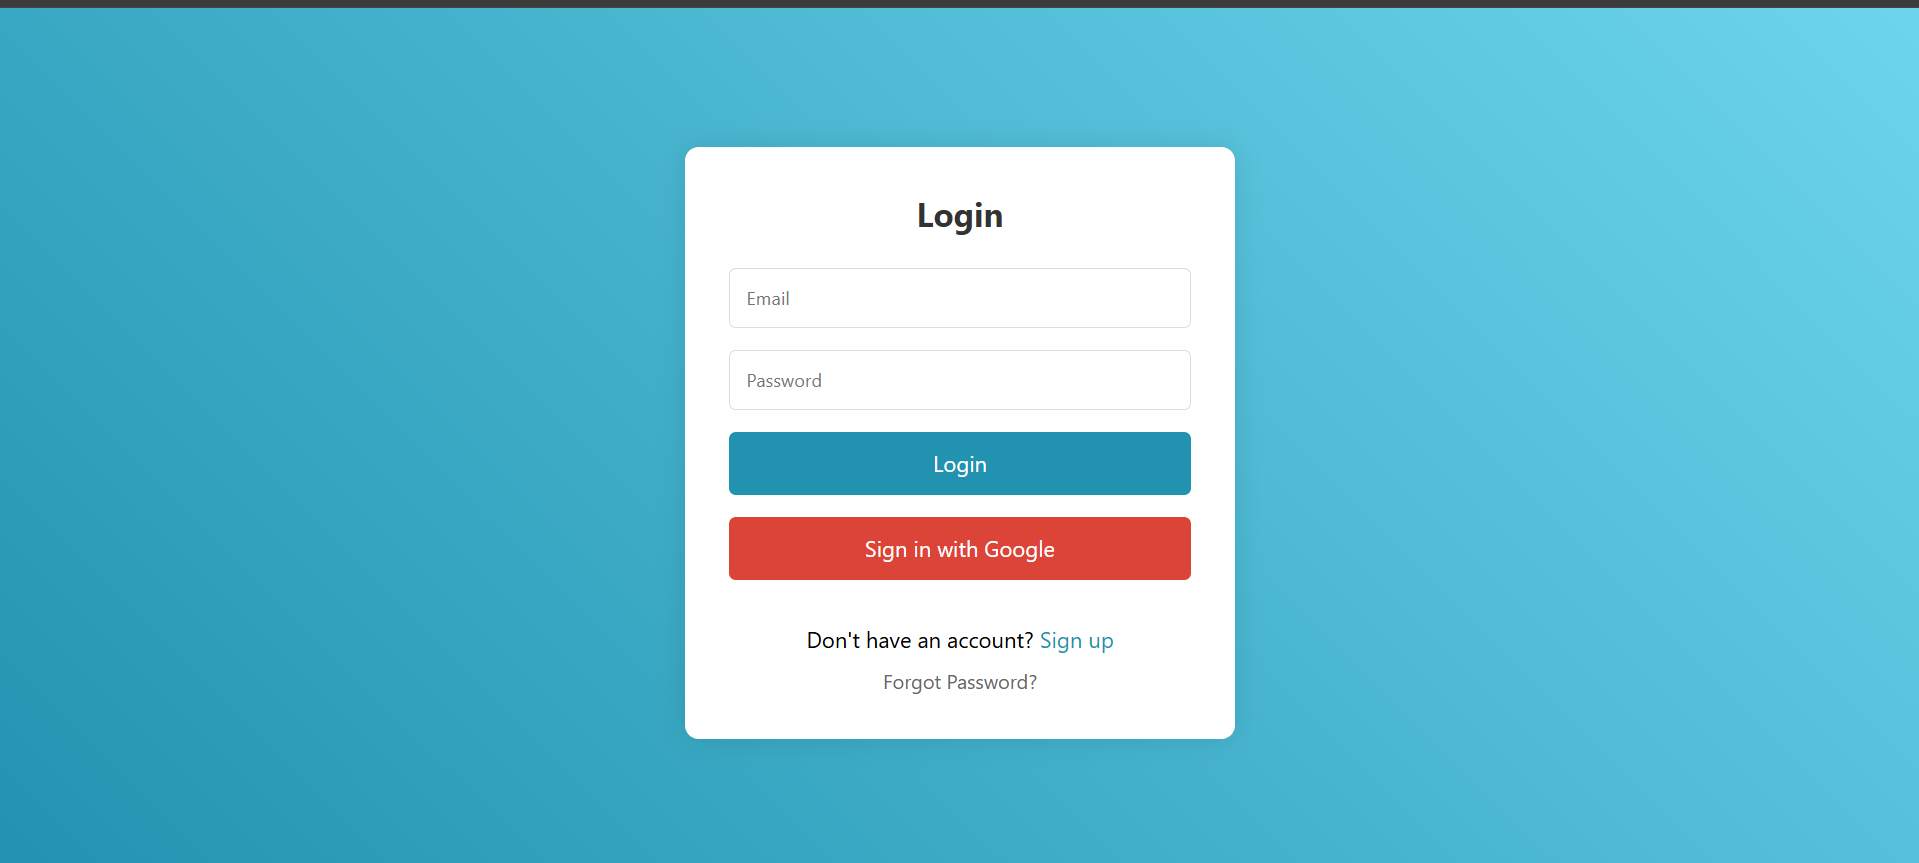 Login
Email
Password
Login
Sign in with Google
Don't have an account? Sign up
Forgot Password?